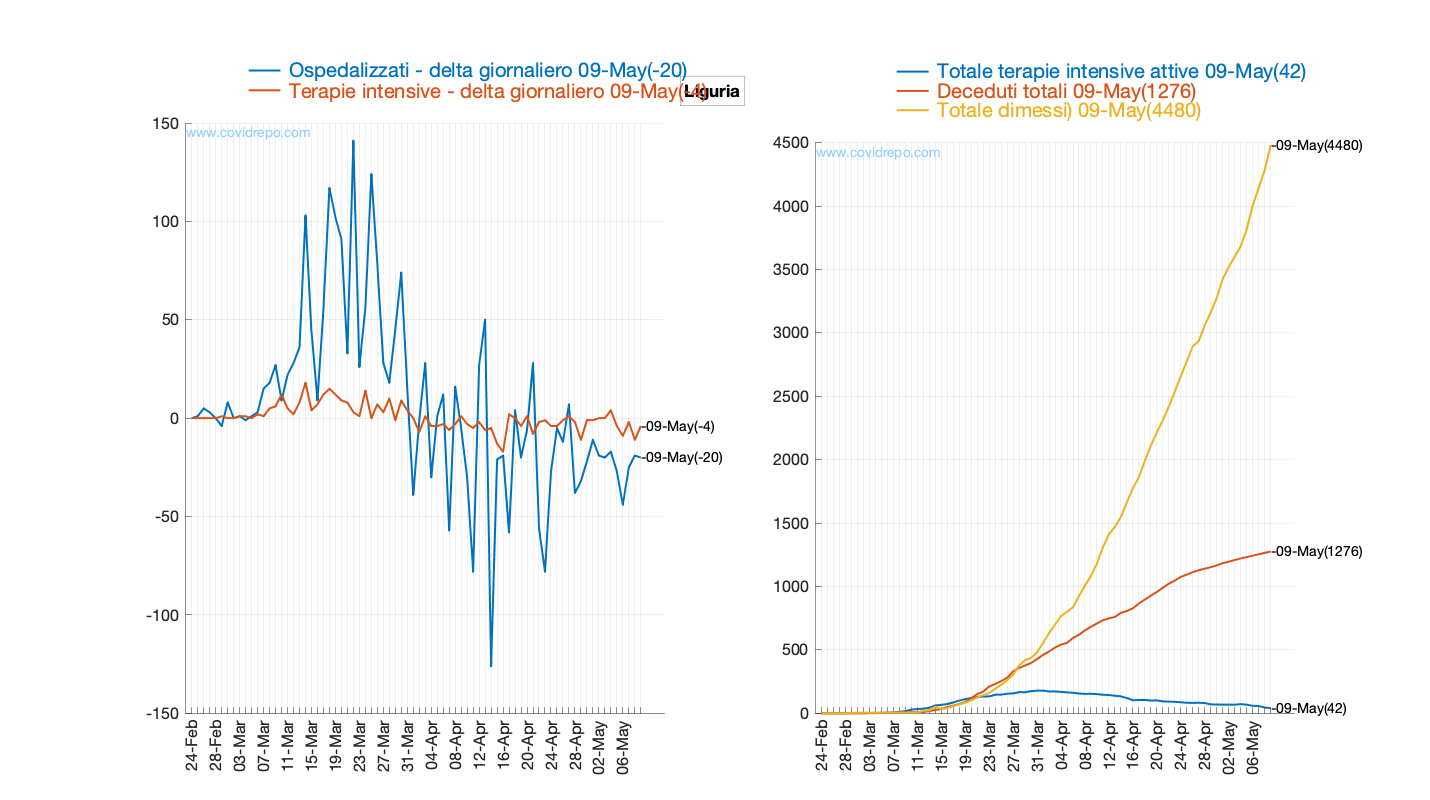 Ospedalizzati - delta giornaliero 09-May(-20)
Terapie intensive - delta giornaliero 09-May(-4)
Liguria
www.covidrepo.com
150
100
50
0
-50
-100
-150
-09-May(-4)
-09-May(-20)
24-Feb
28-Feb
03-Mar
07-Mar
11-Mar
15-Mar
19-Mar
23-Mar
27-Mar
31-Mar
04-Apr
08-Apr
12-Apr
16-Apr
20-Apr
24-Apr
28-Apr
02-May
06-May
Totale terapie intensive attive 09-May(42)
Deceduti totali 09-May(1276)
Totale dimessi) 09-May(4480)
www.covidrepo.com
4500
4000
3500
3000
2500
2000
1500
1000
500
0
-09-May(4480)
-09-May(1276)
-09-May(42)
24-Feb
28-Feb
03-Mar
07-Mar
11-Mar
15-Mar
19-Mar
23-Mar
27-Mar
31-Mar
04-Apr
08-Apr
12-Apr
16-Apr
20-Apr
24-Apr
28-Apr
02-May
06-May